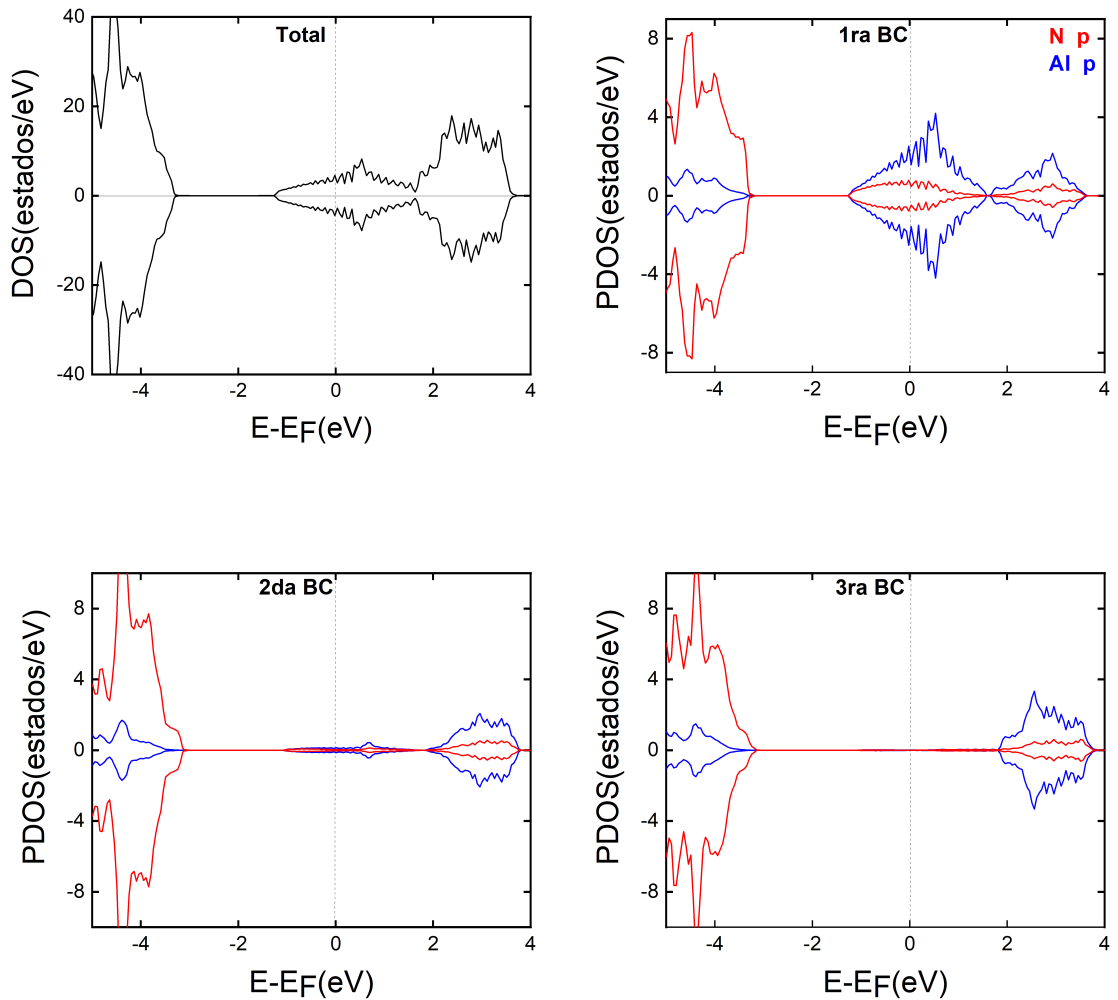 Total
DOS(estados/eV)
40
20
0
-20
-40
-4 -2 0 2 4
E-EF(eV)
1ra BC
N p
Al p
PDOS(estados/eV)
8
4
0
-4
-8
-4 -2 0 2 4
E-EF(eV)
2da BC
PDOS(estados/eV)
8
4
0
-4
-8
-4 -2 0 2 4
E-EF(eV)
3ra BC
PDOS(estados/eV)
8
4
0
-4
-8
-4 -2 0 2 4
E-EF(eV)